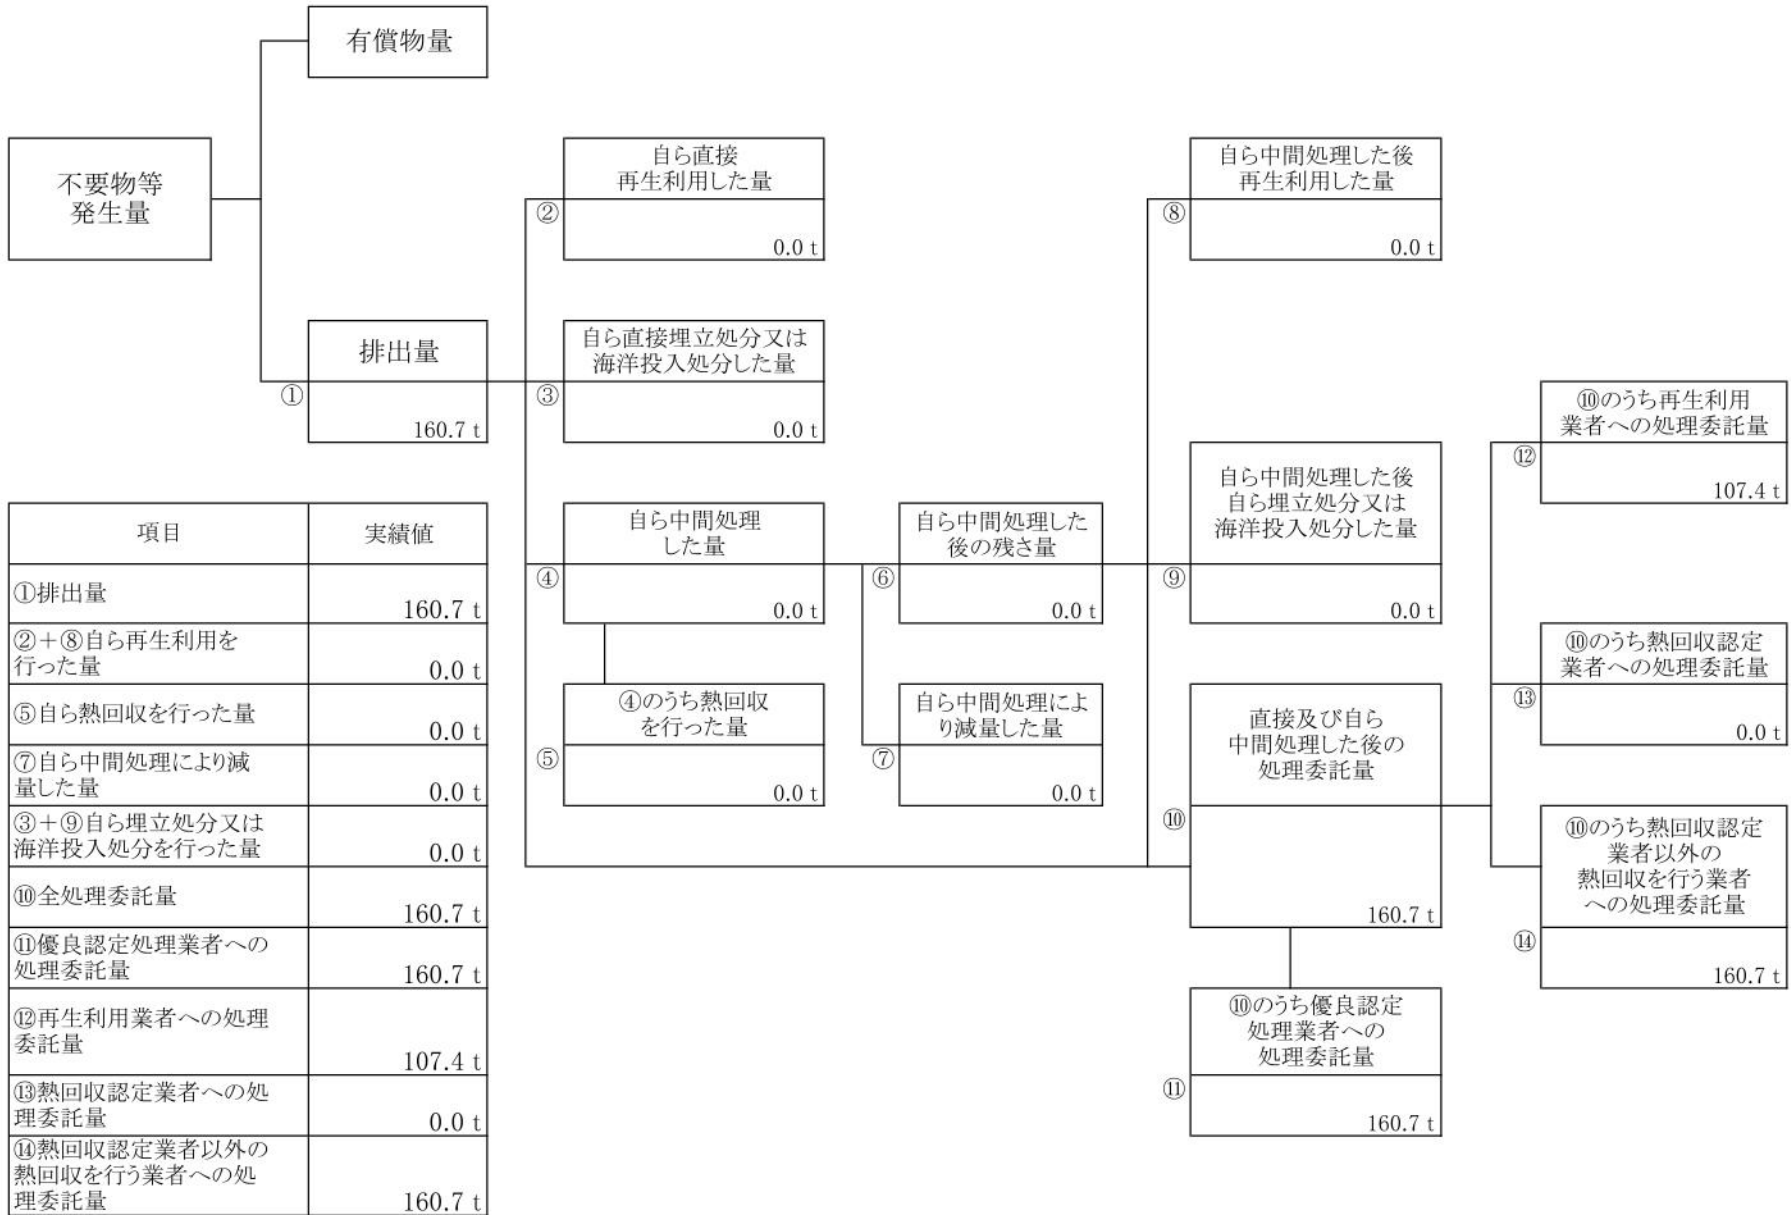 有償物量
不要物等
発生量
自ら直接
再生利用した量
②
0.0 t
自ら中間処理した後
再生利用した量
⑧
0.0 t
排出量
①
160.7 t
自ら直接埋立処分又は
海洋投入処分した量
③
0.0 t
⑩のうち再生利用
業者への処理委託量
⑫
107.4 t
自ら中間処理
した量
④
0.0 t
自ら中間処理した
後の残さ量
⑥
0.0 t
自ら中間処理した後
自ら埋立処分又は
海洋投入処分した量
⑨
0.0 t
⑩のうち熱回収認定
業者への処理委託量
⑬
0.0 t
④のうち熱回収
を行った量
⑤
0.0 t
自ら中間処理によ
り減量した量
⑦
0.0 t
直接及び自ら
中間処理した後の
処理委託量
⑩
160.7 t
⑩のうち熱回収認定
業者以外の
熱回収を行う業者
への処理委託量
⑭
160.7 t
⑩のうち優良認定
処理業者への
処理委託量
⑪
160.7 t
項目 実績値
①排出量
160.7 t
②+⑧自ら再生利用を
行った量
0.0 t
⑤自ら熱回収を行った量
0.0 t
⑦自ら中間処理により減
量した量
0.0 t
③+⑨自ら埋立処分又は
海洋投入処分を行った量
0.0 t
⑩全処理委託量
160.7 t
⑪優良認定処理業者への
処理委託量
160.7 t
⑫再生利用業者への処理
委託量
107.4 t
⑬熱回収認定業者への処
理委託量
0.0 t
⑭熱回収認定業者以外の
熱回収を行う業者への処
理委託量
160.7 t